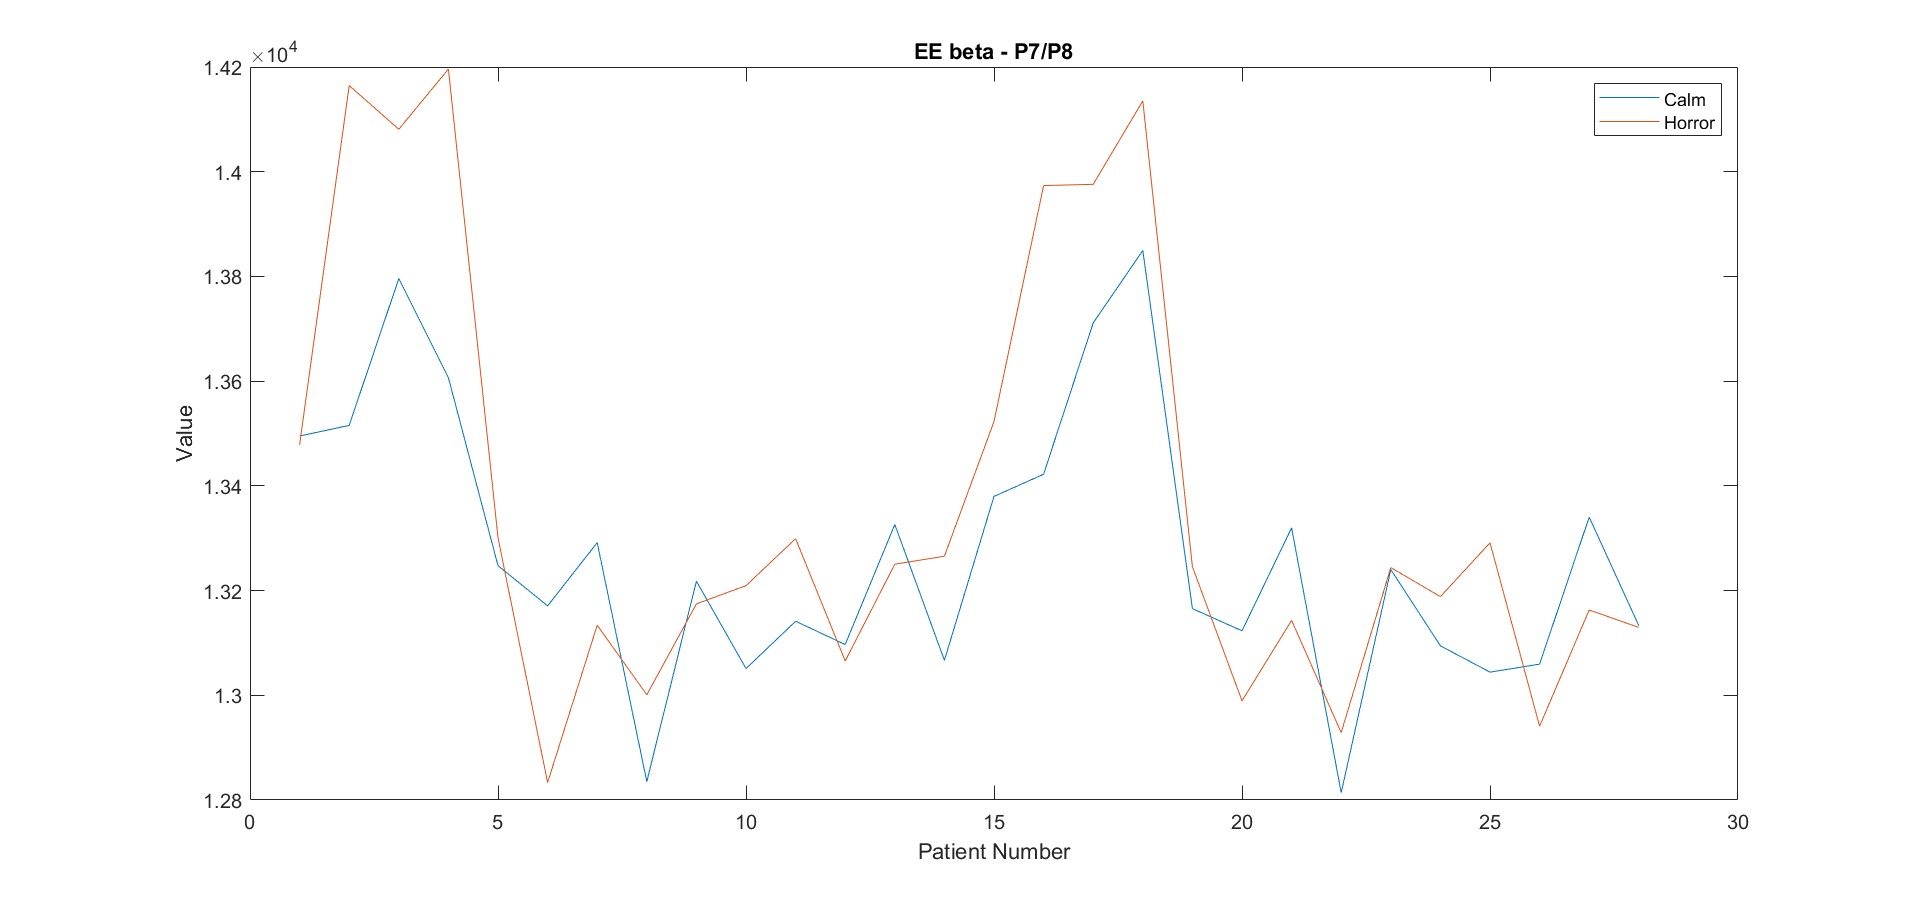 EE beta - P7/P8
×10⁴
1.42
1.4
1.38
1.36
1.34
1.32
1.3
1.28
Value
Calm
Horror
0 5 10 15 20 25 30
Patient Number